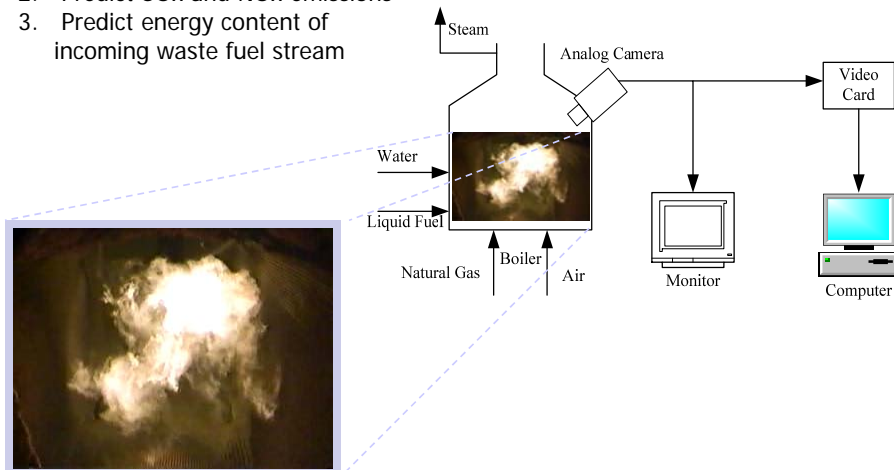 3. Predict energy content of
incoming waste fuel stream
Steam
Analog Camera
Video
Card
Water
Liquid Fuel
Natural Gas
Boiler
Air
Monitor
Computer